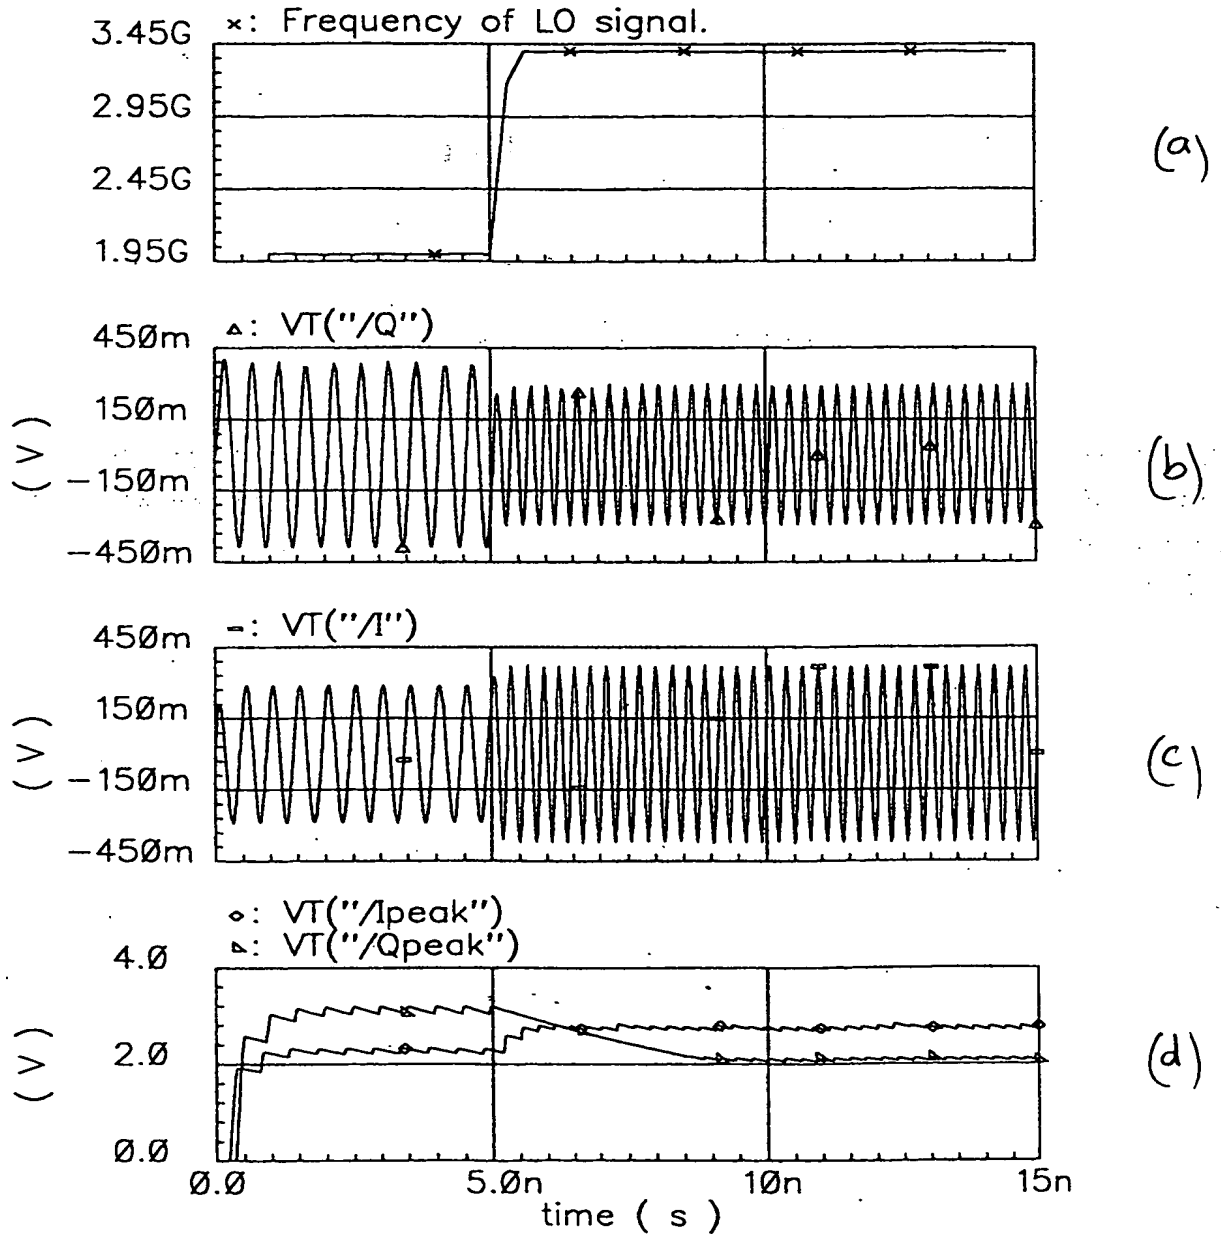 ×: Frequency of LO signal.
3.45G
2.95G
2.45G
1.95G
(a)
▵: VT("/Q")
450m
150m
-150m
-450m
(V)
(b)
-: VT("/I")
450m
150m
-150m
-450m
(V)
(c)
⋄: VT("/Ipeak")
▹: VT("/Qpeak")
4.0
2.0
0.0
(V)
(d)
0.0 5.0n 10n 15n
time ( s )